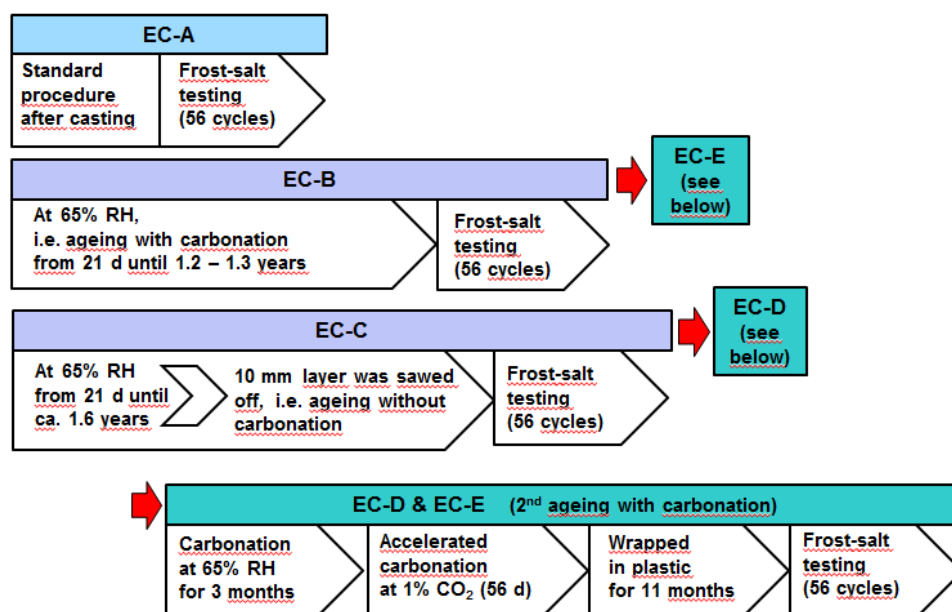 EC-A
Standard
procedure
after casting
Frost-salt
testing
(56 cycles)
EC-B
At 65% RH,
i.e. ageing with carbonation
from 21 d until 1.2 – 1.3 years
Frost-salt
testing
(56 cycles)
EC-E
(see
below)
EC-C
At 65% RH
from 21 d until
ca. 1.6 years
10 mm layer was sawed
off, i.e. ageing without
carbonation
Frost-salt
testing
(56 cycles)
EC-D
(see
below)
EC-D & EC-E (2nd ageing with carbonation)
Carbonation
at 65% RH
for 3 months
Accelerated
carbonation
at 1% CO₂ (56 d)
Wrapped
in plastic
for 11 months
Frost-salt
testing
(56 cycles)